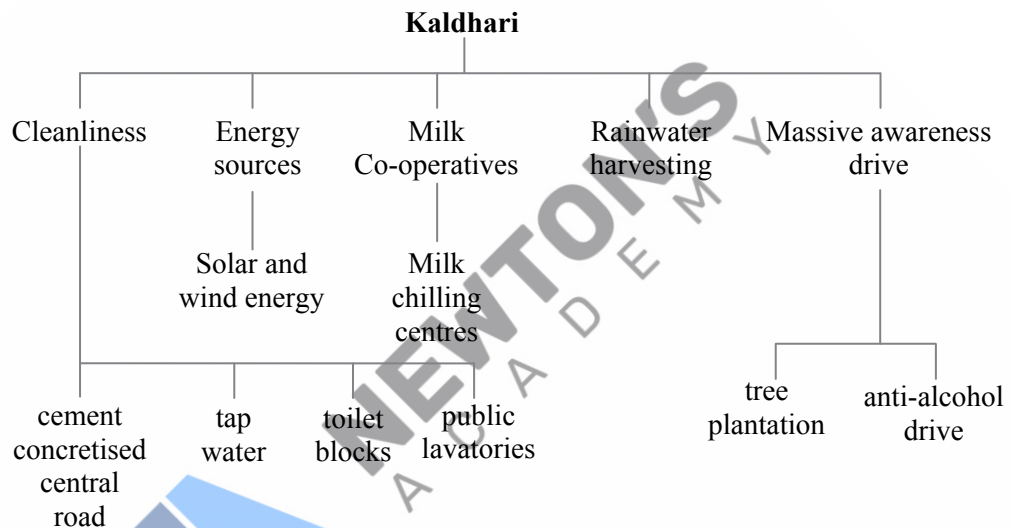 Kaldhari
Cleanliness
Energy
sources
Milk
Co-operatives
Rainwater
harvesting
Massive awareness
drive
Solar and
wind energy
Milk
chilling
centres
cement
concretised
central
road
tap
water
toilet
blocks
public
lavatories
tree
plantation
anti-alcohol
drive
NEWTON'S
ACADEMY